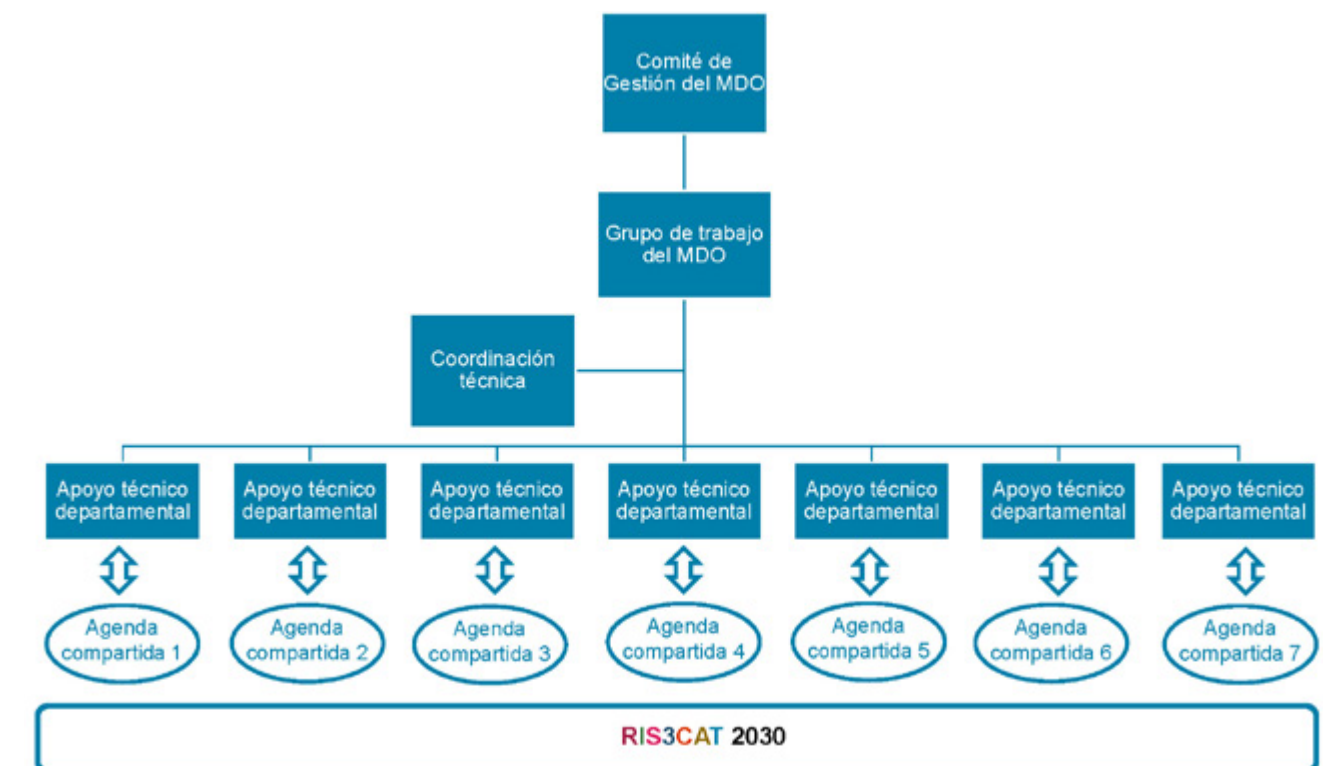 Comité de
Gestión del MDO
Grupo de trabajo
del MDO
Coordinación
técnica
Apoyo técnico
departamental
Apoyo técnico
departamental
Apoyo técnico
departamental
Apoyo técnico
departamental
Apoyo técnico
departamental
Apoyo técnico
departamental
Apoyo técnico
departamental
Agenda
compartida 1
Agenda
compartida 2
Agenda
compartida 3
Agenda
compartida 4
Agenda
compartida 5
Agenda
compartida 6
Agenda
compartida 7
RIS3CAT 2030